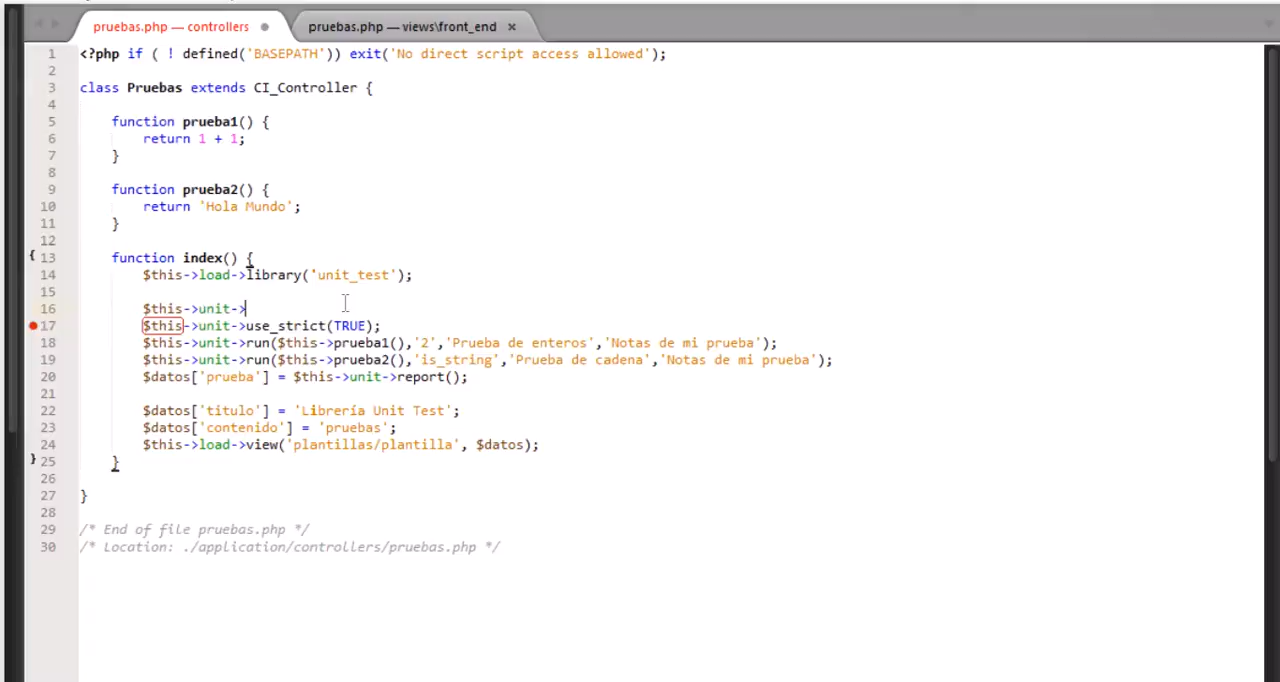 pruebas.php — controllers
pruebas.php — views\front_end ×
1 <?php if ( ! defined('BASEPATH')) exit('No direct script access allowed');
2
3 class Pruebas extends CI_Controller {
4
5 function prueba1() {
6 return 1 + 1;
7 }
8
9 function prueba2() {
10 return 'Hola Mundo';
11 }
12
13 function index() {
14 $this->load->library('unit_test');
15
16 $this->unit->
17 $this->unit->use_strict(TRUE);
18 $this->unit->run($this->prueba1(),'2','Prueba de enteros','Notas de mi prueba');
19 $this->unit->run($this->prueba2(),'is_string','Prueba de cadena','Notas de mi prueba');
20 $datos['prueba'] = $this->unit->report();
21
22 $datos['titulo'] = 'Librería Unit Test';
23 $datos['contenido'] = 'pruebas';
24 $this->load->view('plantillas/plantilla', $datos);
25 }
26
27 }
28
29 /* End of file pruebas.php */
30 /* Location: ./application/controllers/pruebas.php */